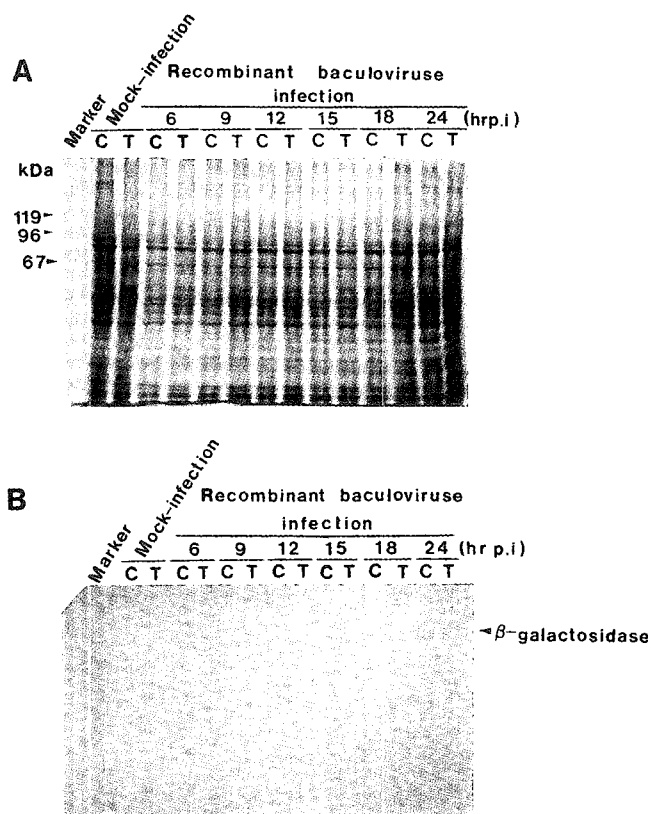 A
Marker
Mock-infection
Recombinant baculoviruse
infection
6 9 12 15 18 24 (hrp.i)
C T C T C T C T C T C T C T
kDa
119
96
67
B
Marker
Mock-infection
Recombinant baculoviruse
infection
6 9 12 15 18 24 (hr p.i)
C T C T C T C T C T C T C T
β-galactosidase